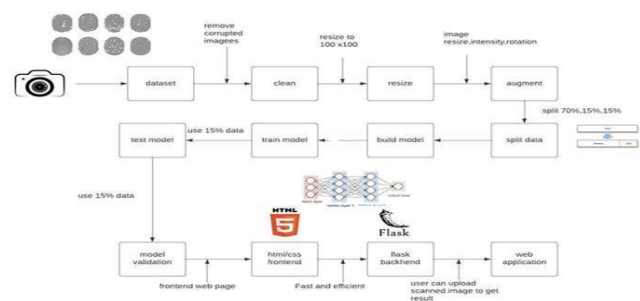 remove
corrupted
imagees
resize to
100 x100
image
resize,intensity,rotation
dataset
clean
resize
augment
split 70%,15%,15%
test model
use 15% data
train model
build model
split data
use 15% data
HTML
5
Flask
model
validation
html/css
frontend
flask
backhend
web
application
frontend web page
Fast and efficient
user can upload
scanned image to get
result